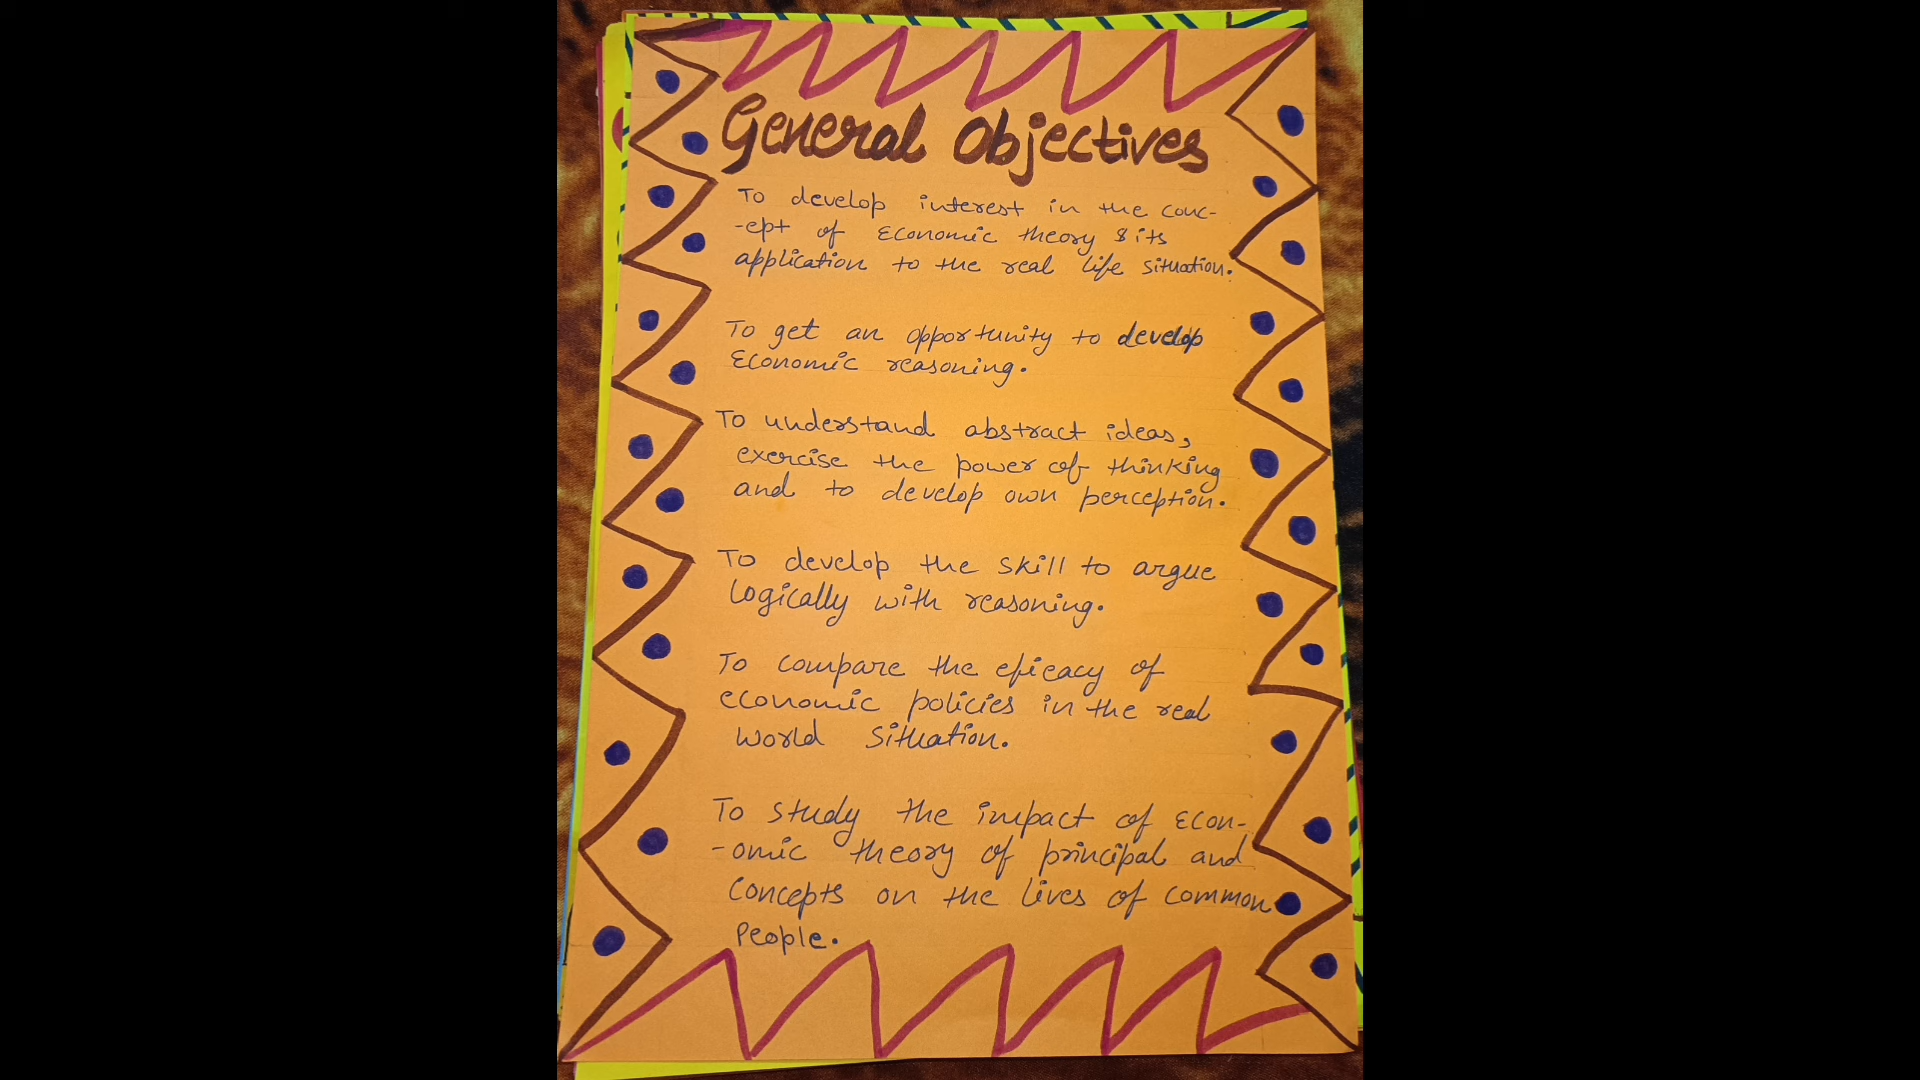 General Objectives
To develop interest in the conc-
-ept of Economic theory & its
application to the real life situation.
To get an opportunity to develop
Economic reasoning.
To understand abstract ideas,
exercise the power of thinking
and to develop own perception.
To develop the skill to argue
logically with reasoning.
To compare the eficacy of
economic policies in the real
world situation.
To study the impact of Econ-
-omic theory of principal and
concepts on the lives of common
People.